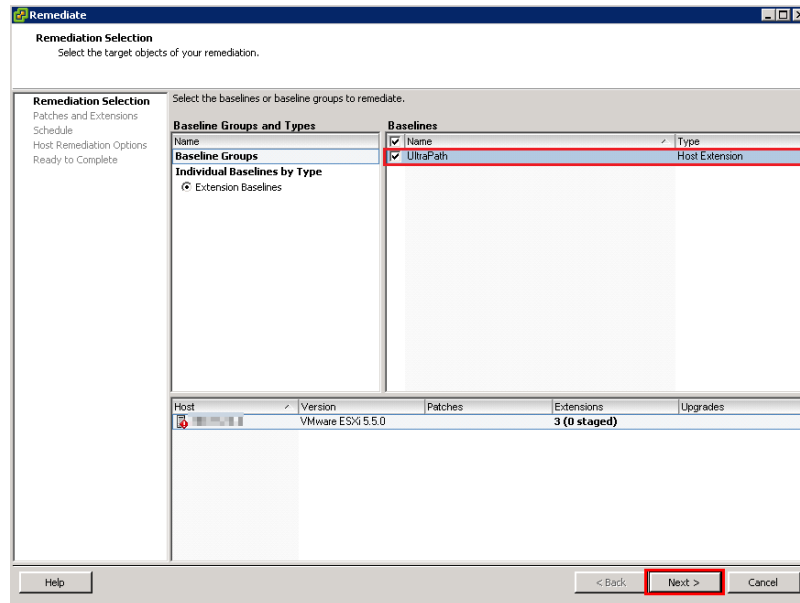 Remediate
Remediation Selection
Select the target objects of your remediation.
Remediation Selection
Patches and Extensions
Schedule
Host Remediation Options
Ready to Complete
Select the baselines or baseline groups to remediate.
Baseline Groups and Types
Name
Baseline Groups
Individual Baselines by Type
Extension Baselines
Baselines
Name Type
UltraPath Host Extension
Host Version Patches Extensions Upgrades
VMware ESXi 5.5.0 3 (0 staged)
Help < Back Next > Cancel